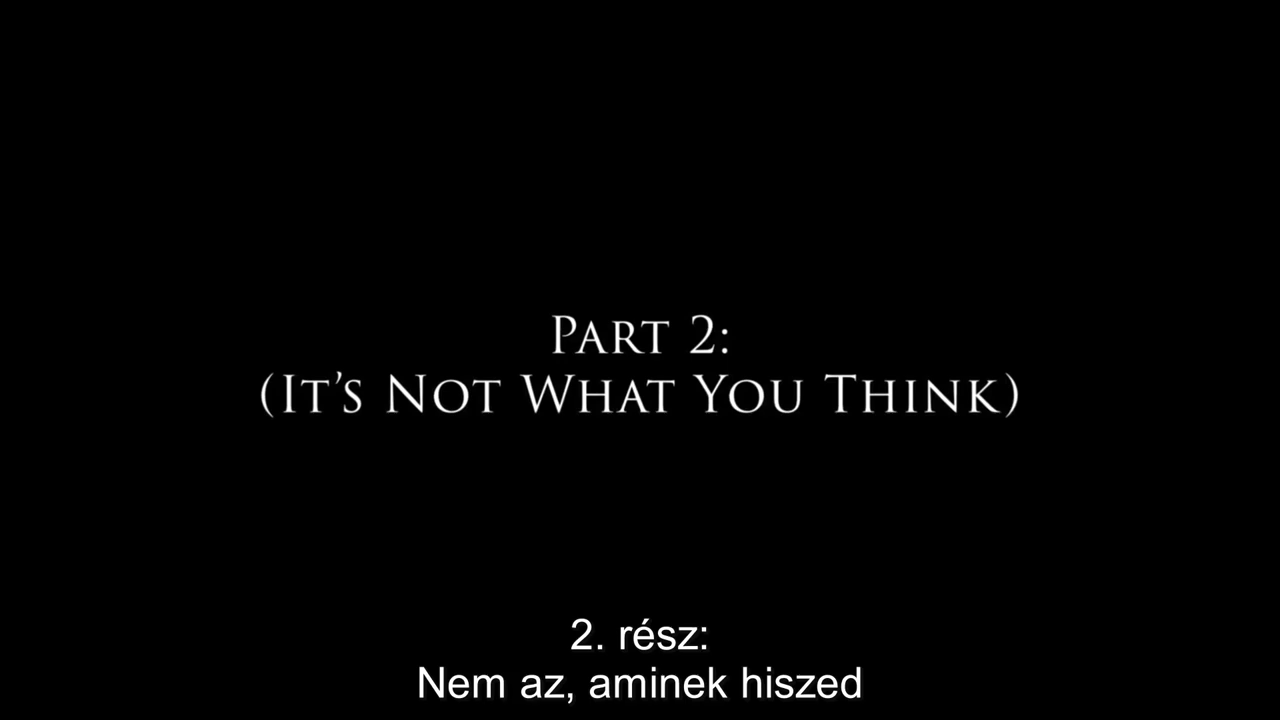 Part 2:
(It’s Not What You Think)
2. rész:
Nem az, aminek hiszed